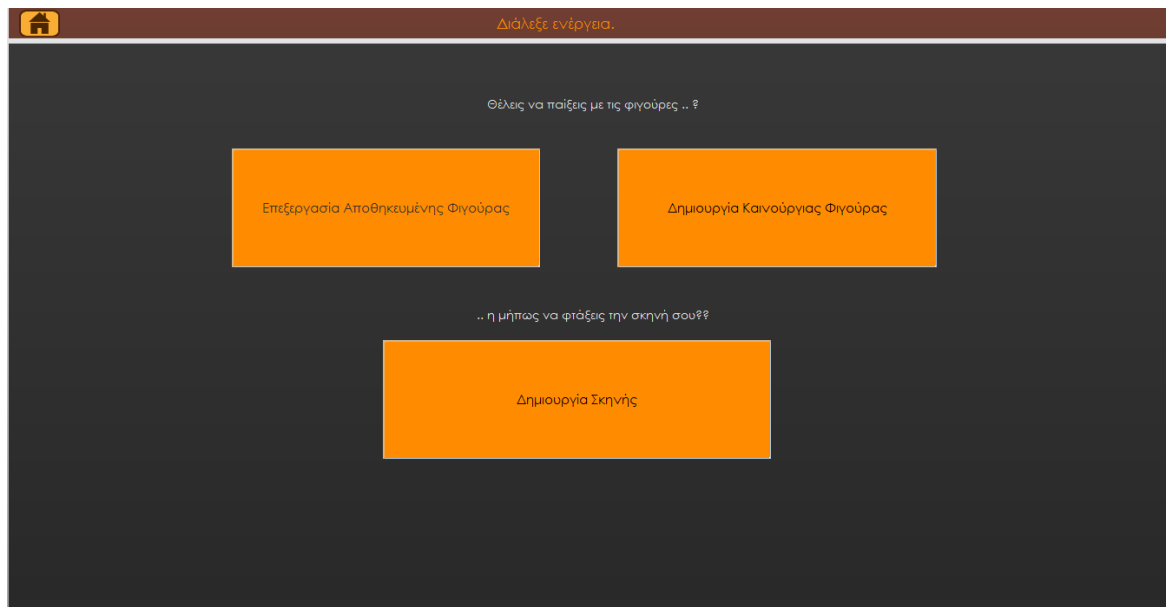 Διάλεξε ενέργεια.
Θέλεις να παίξεις με τις φιγούρες .. ?
Επεξεργασία Αποθηκευμένης Φιγούρας
Δημιουργία Καινούργιας Φιγούρας
.. η μήπως να φτάξεις την σκηνή σου??
Δημιουργία Σκηνής